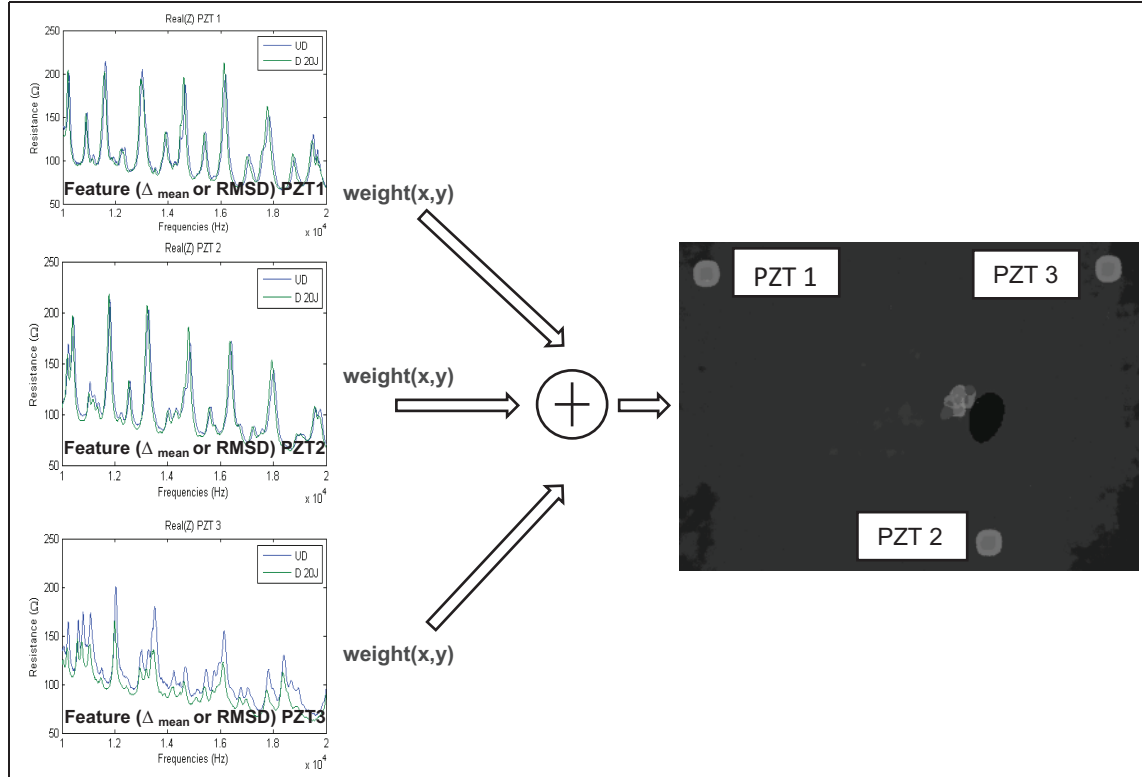 Real(Z) PZT 1
250
200
150
100
50
Resistance (Ω)
UD
D 20J
Feature (Δ mean or RMSD) PZT1
1 1.2 1.4 1.6 1.8 2
Frequencies (Hz)
x 10^4
weight(x,y)
Real(Z) PZT 2
250
200
150
100
50
Resistance (Ω)
UD
D 20J
Feature (Δ mean or RMSD) PZT2
1 1.2 1.4 1.6 1.8 2
Frequencies (Hz)
x 10^4
weight(x,y)
Real(Z) PZT 3
250
200
150
100
50
Resistance (Ω)
UD
D 20J
Feature (Δ mean or RMSD) PZT3
1 1.2 1.4 1.6 1.8 2
Frequencies (Hz)
x 10^4
weight(x,y)
PZT 1
PZT 3
PZT 2